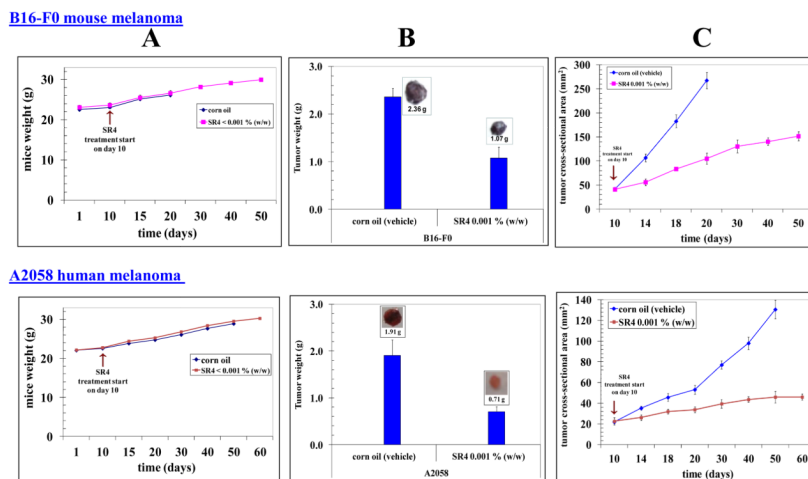 B16-F0 mouse melanoma
A
B
C
mice weight (g)
30
20
10
0
corn oil
SR4 < 0.001 % (w/w)
SR4
treatment start
on day 10
1 10 15 20 30 40 50
time (days)
Tumor weight (g)
3.0
2.0
1.0
0.0
2.36 g
1.07 g
corn oil (vehicle) SR4 0.001 % (w/w)
B16-F0
tumor cross-sectional area (mm²)
300
250
200
150
100
50
0
corn oil (vehicle)
SR4 0.001 % (w/w)
SR4
treatment start
on day 10
10 14 18 20 30 40 50
time (days)
A2058 human melanoma
mice weight (g)
30
20
10
0
corn oil
SR4 < 0.001 % (w/w)
SR4
treatment start
on day 10
1 10 15 20 30 40 50 60
time (days)
Tumor weight (g)
3.0
2.0
1.0
0.0
1.91 g
0.71 g
corn oil (vehicle) SR4 0.001 % (w/w)
A2058
tumor cross-sectional area (mm²)
140
120
100
80
60
40
20
0
corn oil (vehicle)
SR4 0.001 % (w/w)
SR4
treatment start
on day 10
10 14 18 20 30 40 50 60
time (days)